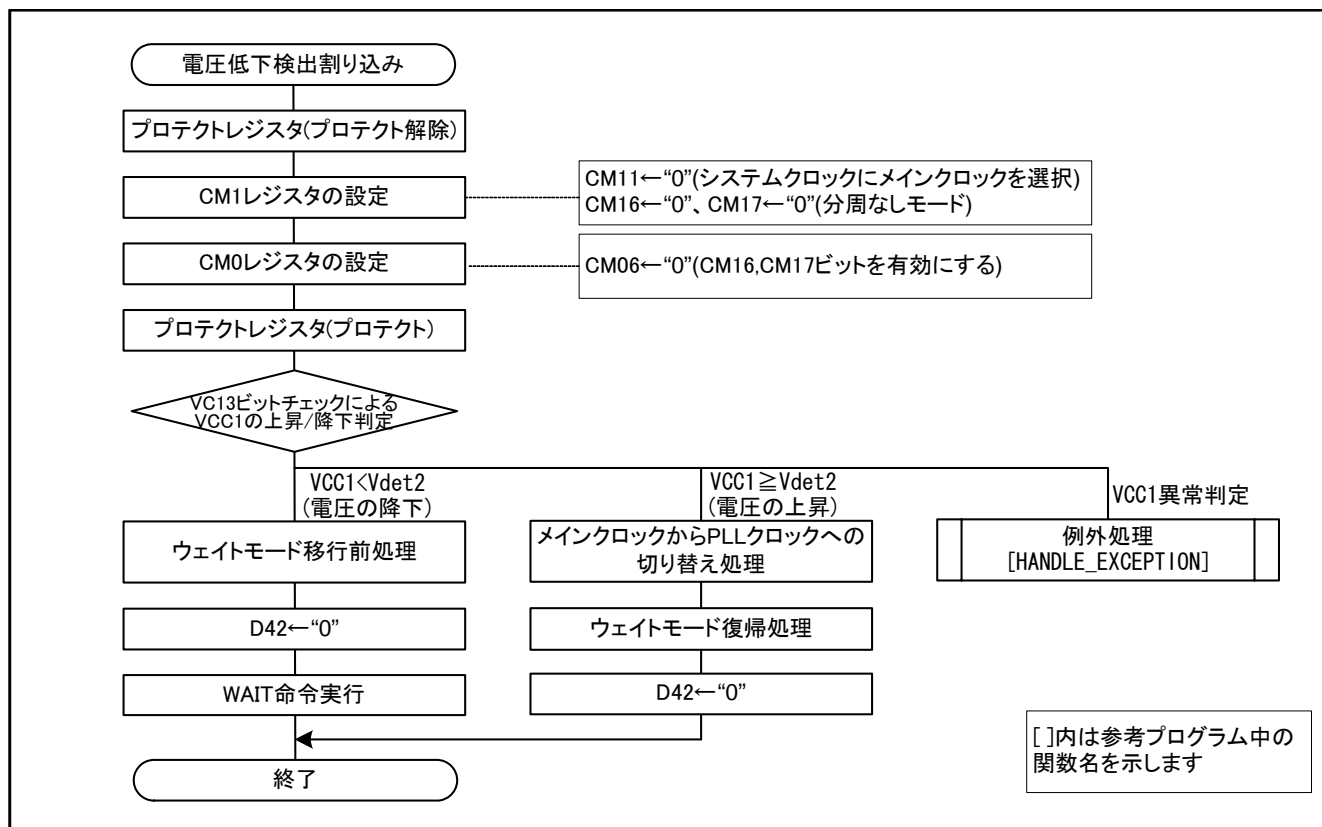 電圧低下検出割り込み
プロテクトレジスタ(プロテクト解除)
CM1レジスタの設定
CM11←“0”(システムクロックにメインクロックを選択)
CM16←“0”、CM17←“0”(分周なしモード)
CM0レジスタの設定
CM06←“0”(CM16,CM17ビットを有効にする)
プロテクトレジスタ(プロテクト)
VC13ビットチェックによる
VCC1の上昇/降下判定
VCC1<Vdet2
(電圧の降下)
VCC1≧Vdet2
(電圧の上昇)
VCC1異常判定
ウェイトモード移行前処理
メインクロックからPLLクロックへの
切り替え処理
例外処理
[HANDLE_EXCEPTION]
D42←“0”
ウェイトモード復帰処理
WAIT命令実行
D42←“0”
終了
[ ]内は参考プログラム中の
関数名を示します